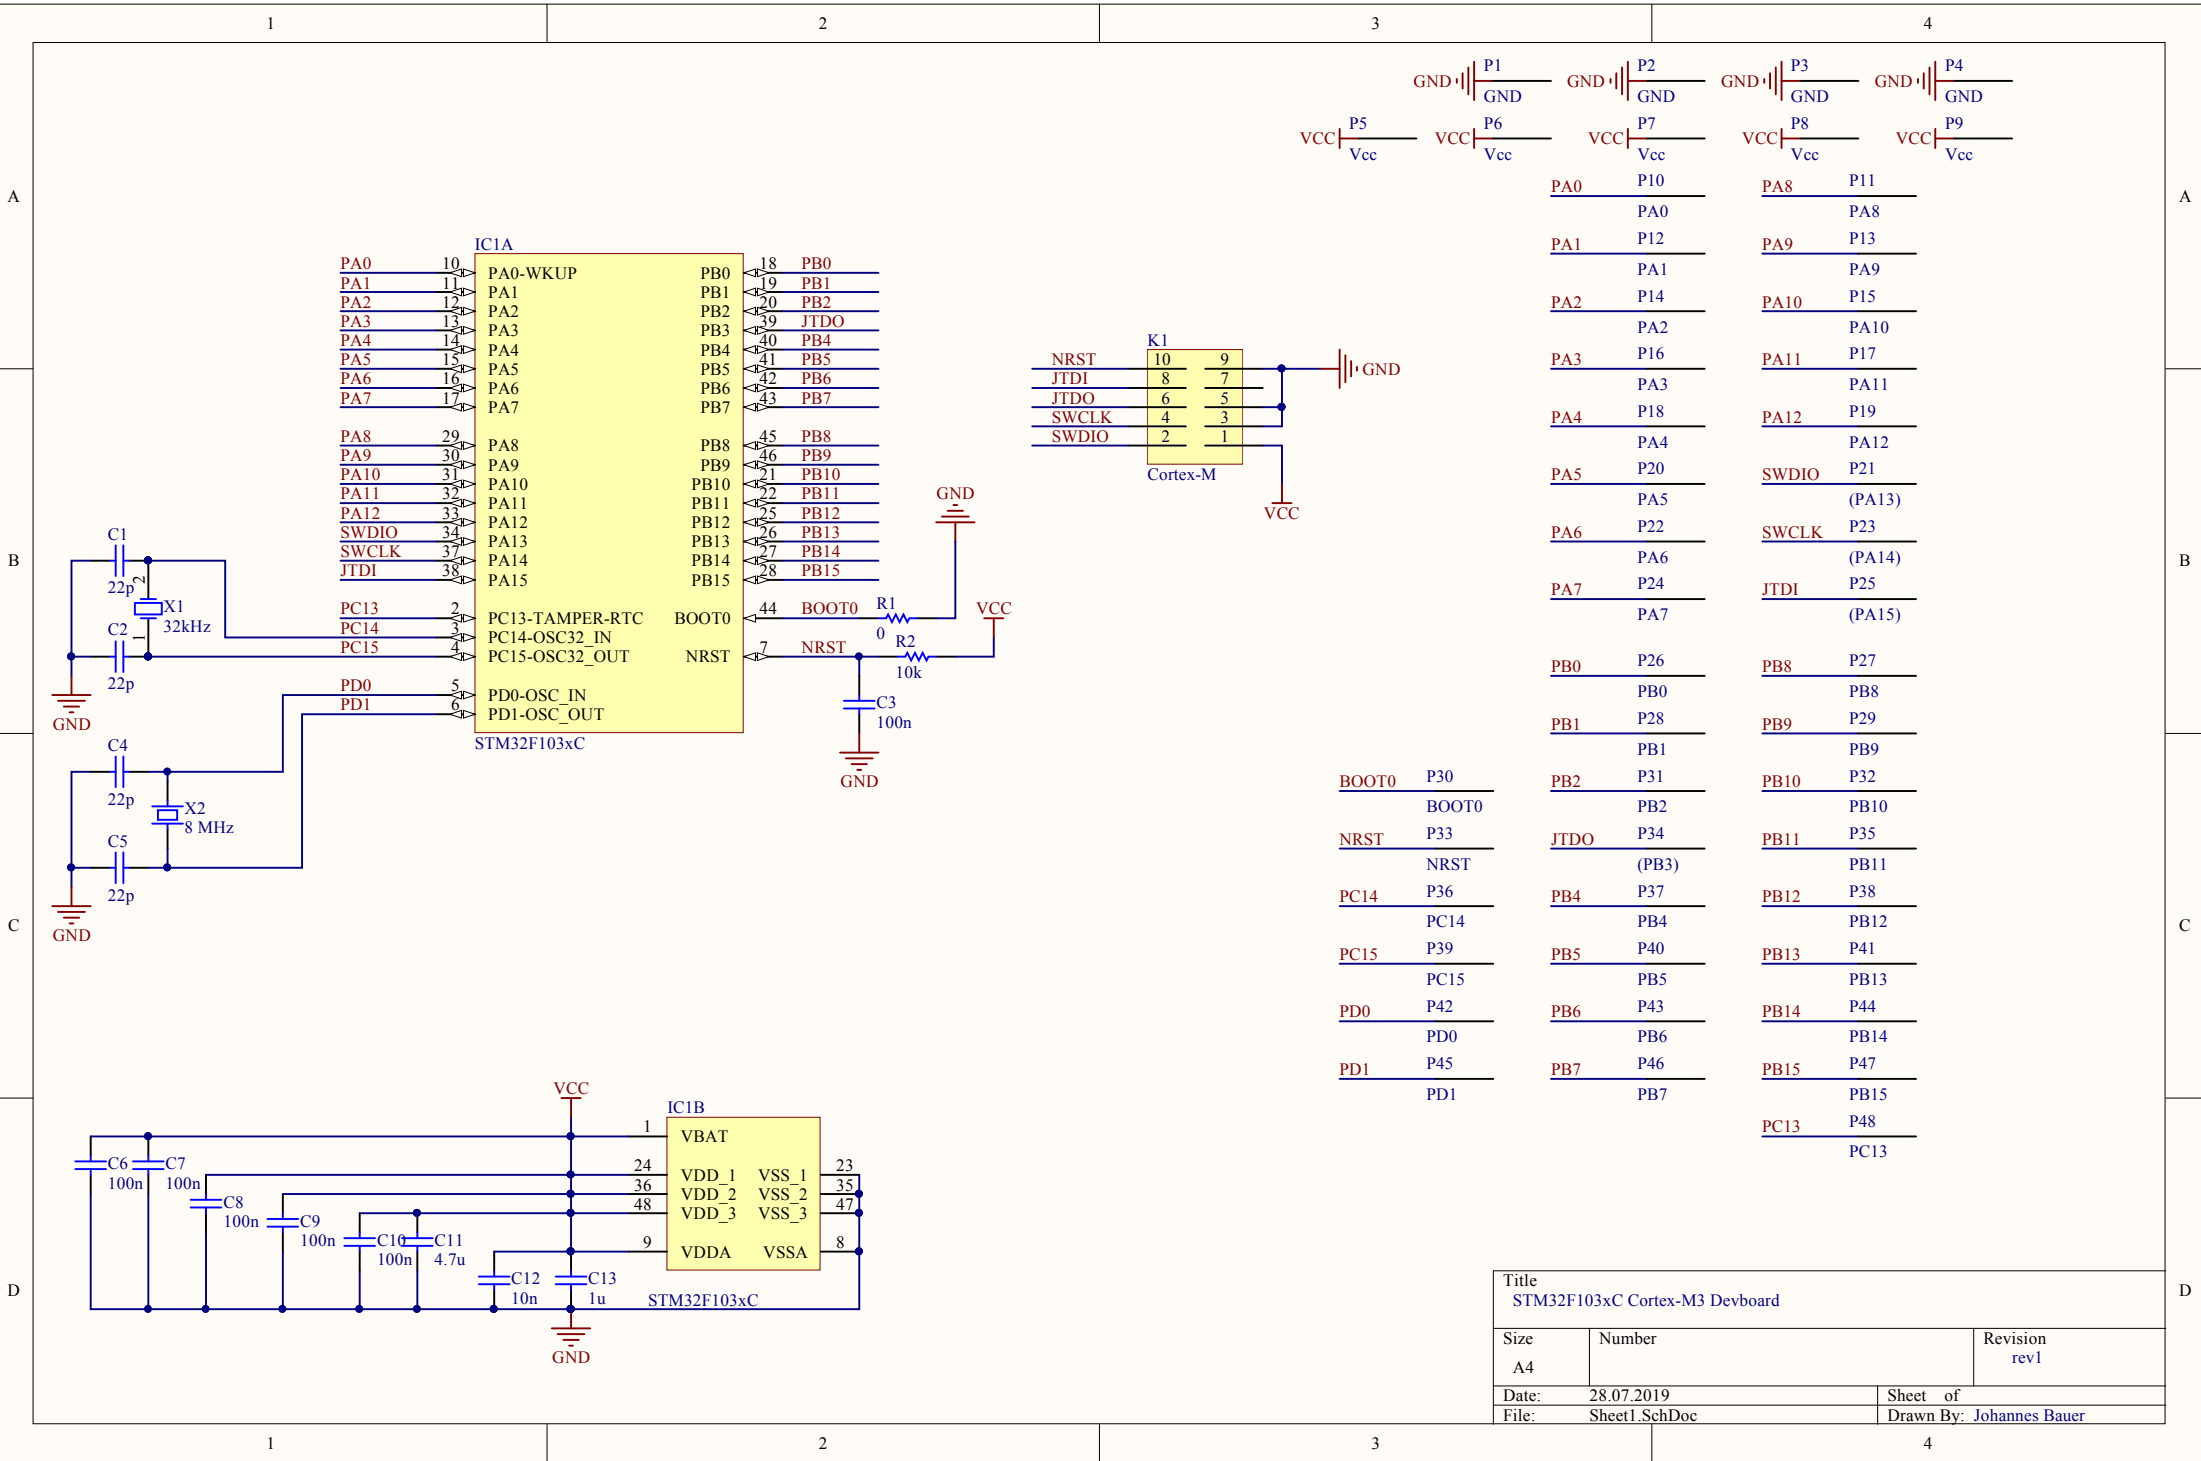 1 2 3 4
A
B
C
D
A
B
C
D
1 2 3 4
GND P1 GND
GND P2 GND
GND P3 GND
GND P4 GND
VCC P5 Vcc
VCC P6 Vcc
VCC P7 Vcc
VCC P8 Vcc
VCC P9 Vcc
IC1A
PA0 10 PA0-WKUP
PA1 11 PA1
PA2 12 PA2
PA3 13 PA3
PA4 14 PA4
PA5 15 PA5
PA6 16 PA6
PA7 17 PA7
PA8 29 PA8
PA9 30 PA9
PA10 31 PA10
PA11 32 PA11
PA12 33 PA12
SWDIO 34 PA13
SWCLK 37 PA14
JTDI 38 PA15
PC13 2 PC13-TAMPER-RTC
PC14 3 PC14-OSC32_IN
PC15 4 PC15-OSC32_OUT
PD0 5 PD0-OSC_IN
PD1 6 PD1-OSC_OUT
PB0 18 PB0
PB1 19 PB1
PB2 20 PB2
PB3 39 JTDO
PB4 40 PB4
PB5 41 PB5
PB6 42 PB6
PB7 43 PB7
PB8 45 PB8
PB9 46 PB9
PB10 21 PB10
PB11 22 PB11
PB12 25 PB12
PB13 26 PB13
PB14 27 PB14
PB15 28 PB15
BOOT0 44 BOOT0
NRST 7 NRST
STM32F103xC
R1
0
GND
R2
10k
VCC
C3
100n
GND
C1
22p
2
X1
32kHz
1
C2
22p
GND
C4
22p
X2
8 MHz
C5
22p
GND
K1
NRST 10 9 GND
JTDI 8 7
JTDO 6 5
SWCLK 4 3
SWDIO 2 1
Cortex-M
VCC
PA0 P10 PA0
PA8 P11 PA8
PA1 P12 PA1
PA9 P13 PA9
PA2 P14 PA2
PA10 P15 PA10
PA3 P16 PA3
PA11 P17 PA11
PA4 P18 PA4
PA12 P19 PA12
PA5 P20 PA5
SWDIO P21 (PA13)
PA6 P22 PA6
SWCLK P23 (PA14)
PA7 P24 PA7
JTDI P25 (PA15)
PB0 P26 PB0
PB8 P27 PB8
PB1 P28 PB1
PB9 P29 PB9
BOOT0 P30 BOOT0
PB2 P31 PB2
PB10 P32 PB10
NRST P33 NRST
JTDO P34 (PB3)
PB11 P35 PB11
PC14 P36 PC14
PB4 P37 PB4
PB12 P38 PB12
PC15 P39 PC15
PB5 P40 PB5
PB13 P41 PB13
PD0 P42 PD0
PB6 P43 PB6
PB14 P44 PB14
PD1 P45 PD1
PB7 P46 PB7
PB15 P47 PB15
PC13 P48 PC13
VCC
IC1B
1 VBAT
24 VDD_1 VSS_1 23
36 VDD_2 VSS_2 35
48 VDD_3 VSS_3 47
9 VDDA VSSA 8
STM32F103xC
C6
100n
C7
100n
C8
100n
C9
100n
C10
100n
C11
4.7u
C12
10n
C13
1u
GND
Title
STM32F103xC Cortex-M3 Devboard
Size Number Revision
A4 rev1
Date: 28.07.2019 Sheet of
File: Sheet1.SchDoc Drawn By: Johannes Bauer